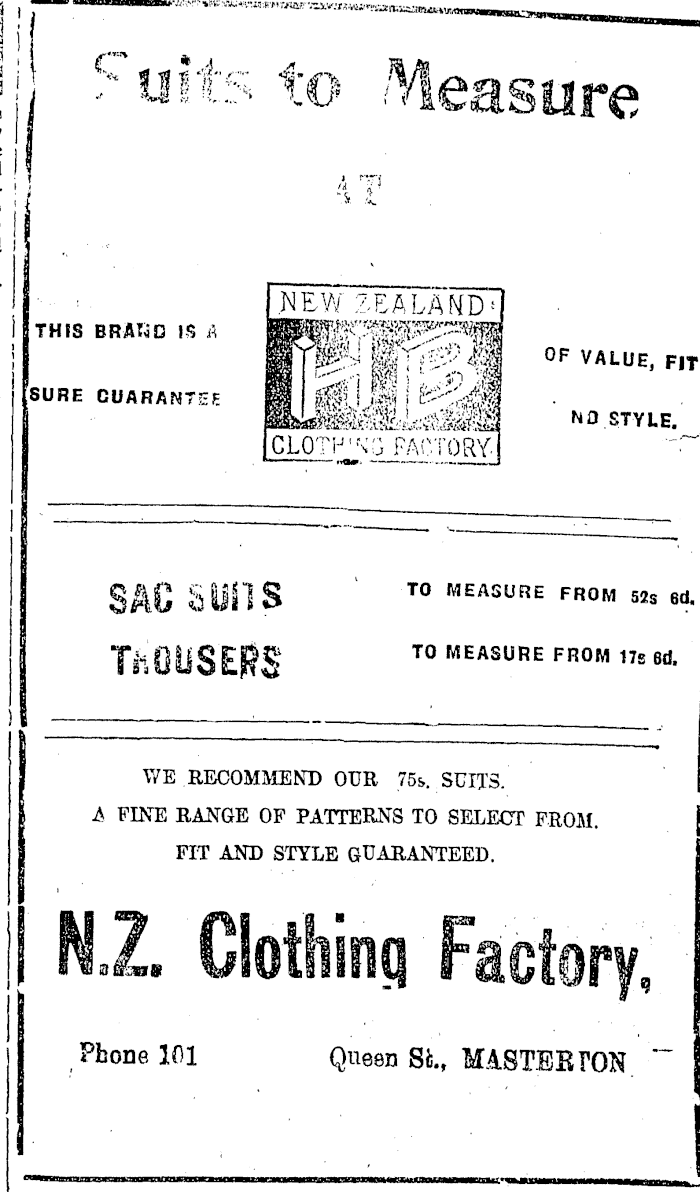 Suits to Measure
AT
NEW ZEALAND
HB
CLOTHING FACTORY.
THIS BRAND IS A
SURE GUARANTEE
OF VALUE, FIT
ND STYLE.
SAC SUITS TO MEASURE FROM 52s 6d.
TROUSERS TO MEASURE FROM 17s 6d.
WE RECOMMEND OUR 75s. SUITS.
A FINE RANGE OF PATTERNS TO SELECT FROM.
FIT AND STYLE GUARANTEED.
N.Z. Clothing Factory,
Phone 101 Queen St., MASTERTON